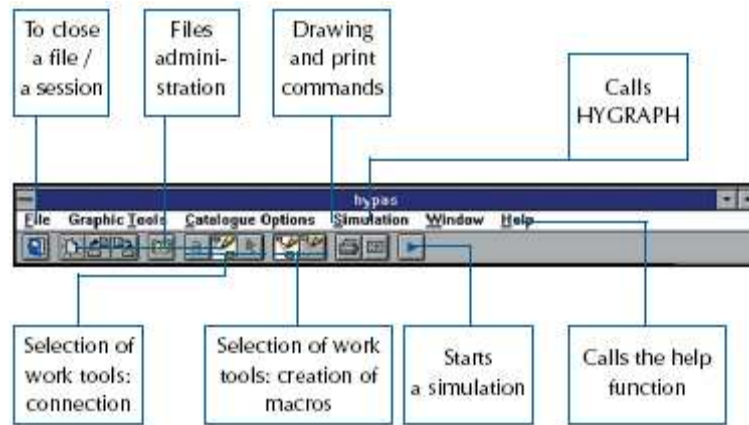 To close
a file /
a session
Files
admini-
stration
Drawing
and print
commands
Calls
HYGRAPH
hypas
File Graphic Tools Catalogue Options Simulation Window Help
Selection of
work tools:
connection
Selection of work
tools: creation of
macros
Starts
a simulation
Calls the help
function